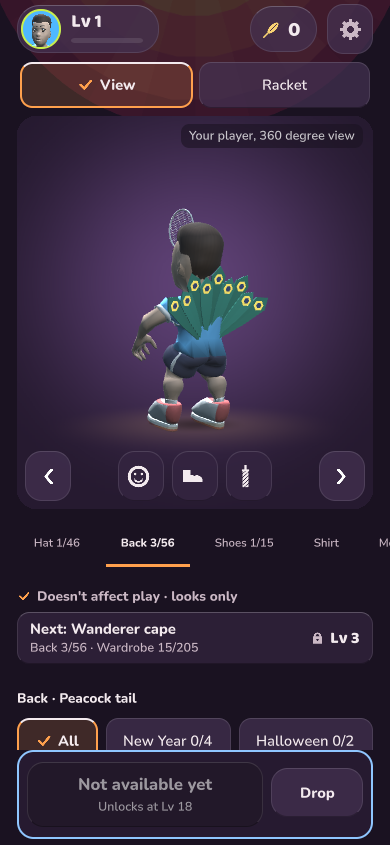 Lv 1
0
View
Racket
Your player, 360 degree view
Hat 1/46
Back 3/56
Shoes 1/15
Shirt
Doesn't affect play · looks only
Next: Wanderer cape
Back 3/56 · Wardrobe 15/205
Lv 3
Back · Peacock tail
All
New Year 0/4
Halloween 0/2
Not available yet
Unlocks at Lv 18
Drop